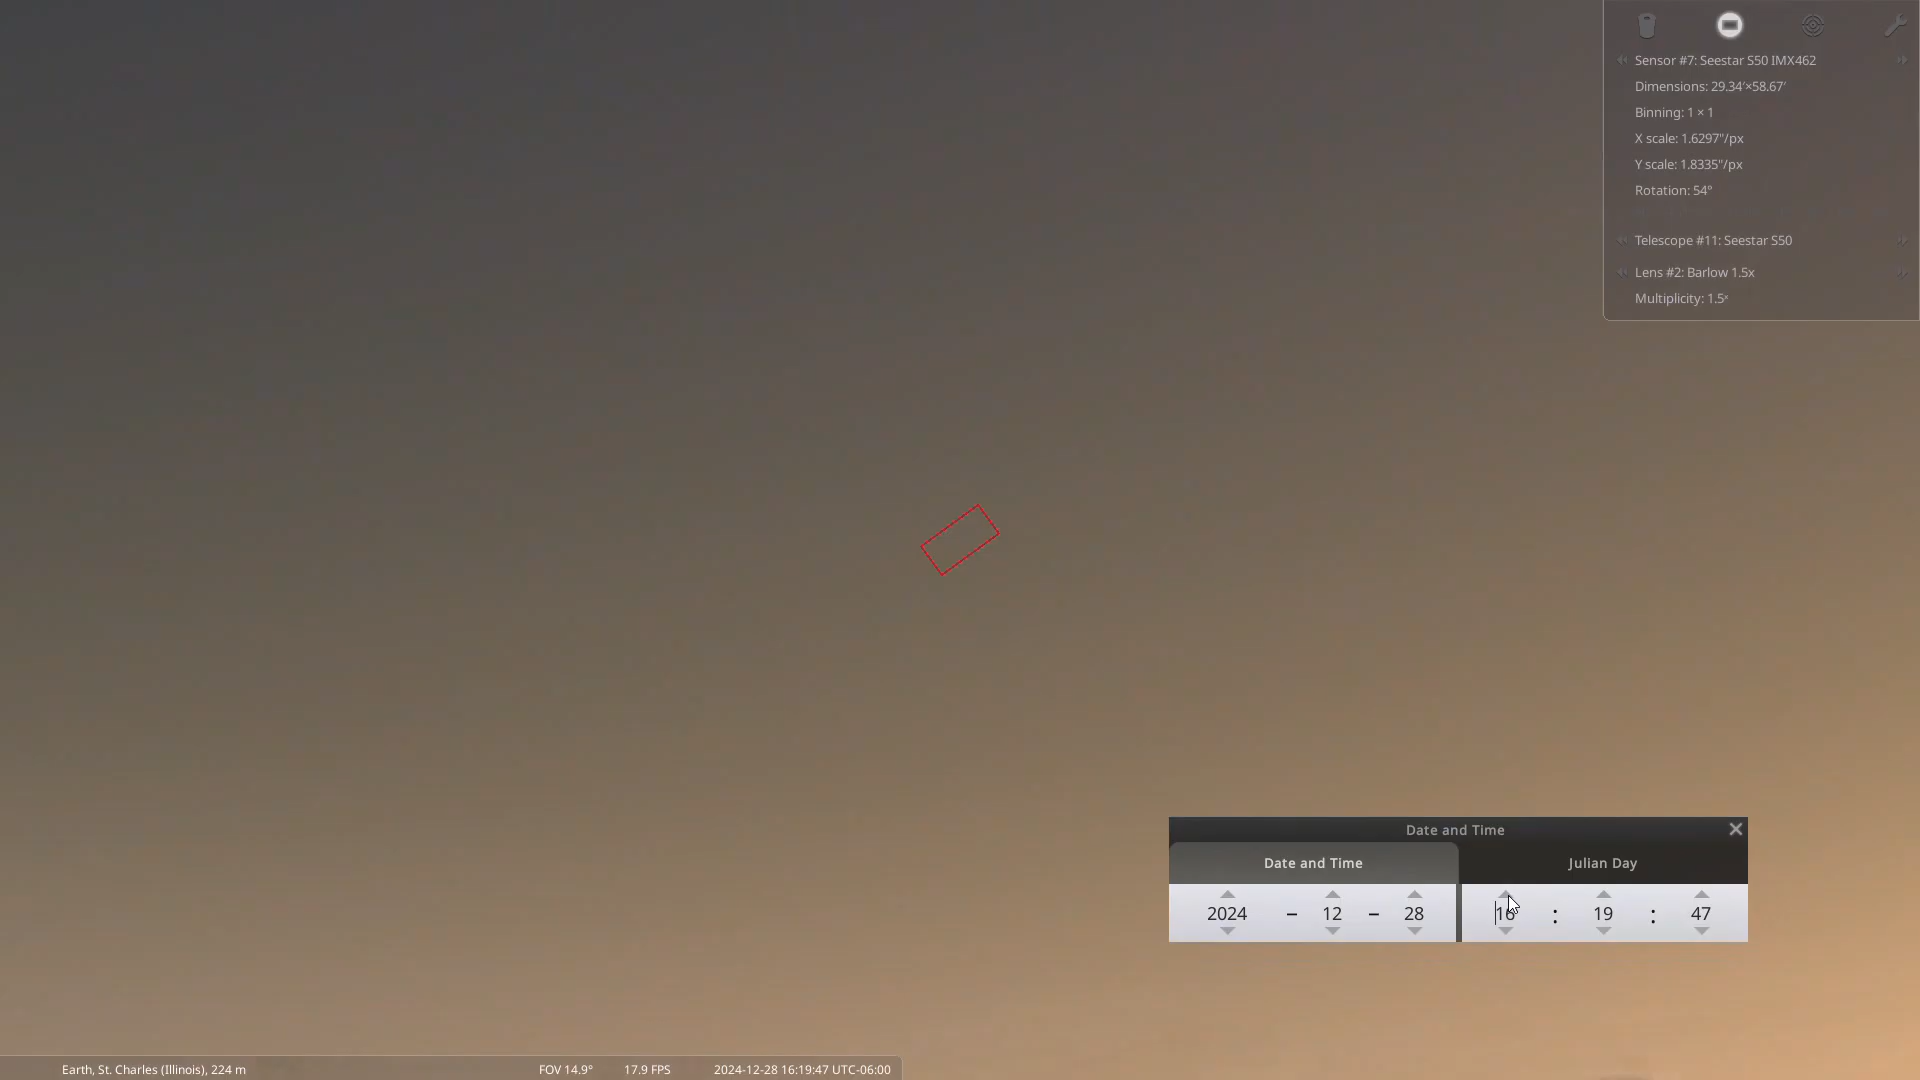 Sensor #7: Seestar S50 IMX462
Dimensions: 29.34′×58.67′
Binning: 1 × 1
X scale: 1.6297"/px
Y scale: 1.8335"/px
Rotation: 54°
Telescope #11: Seestar S50
Lens #2: Barlow 1.5x
Multiplicity: 1.5ˣ
Date and Time
Date and Time Julian Day
2024 – 12 – 28 16 : 19 : 47
Earth, St. Charles (Illinois), 224 m FOV 14.9° 17.9 FPS 2024-12-28 16:19:47 UTC-06:00